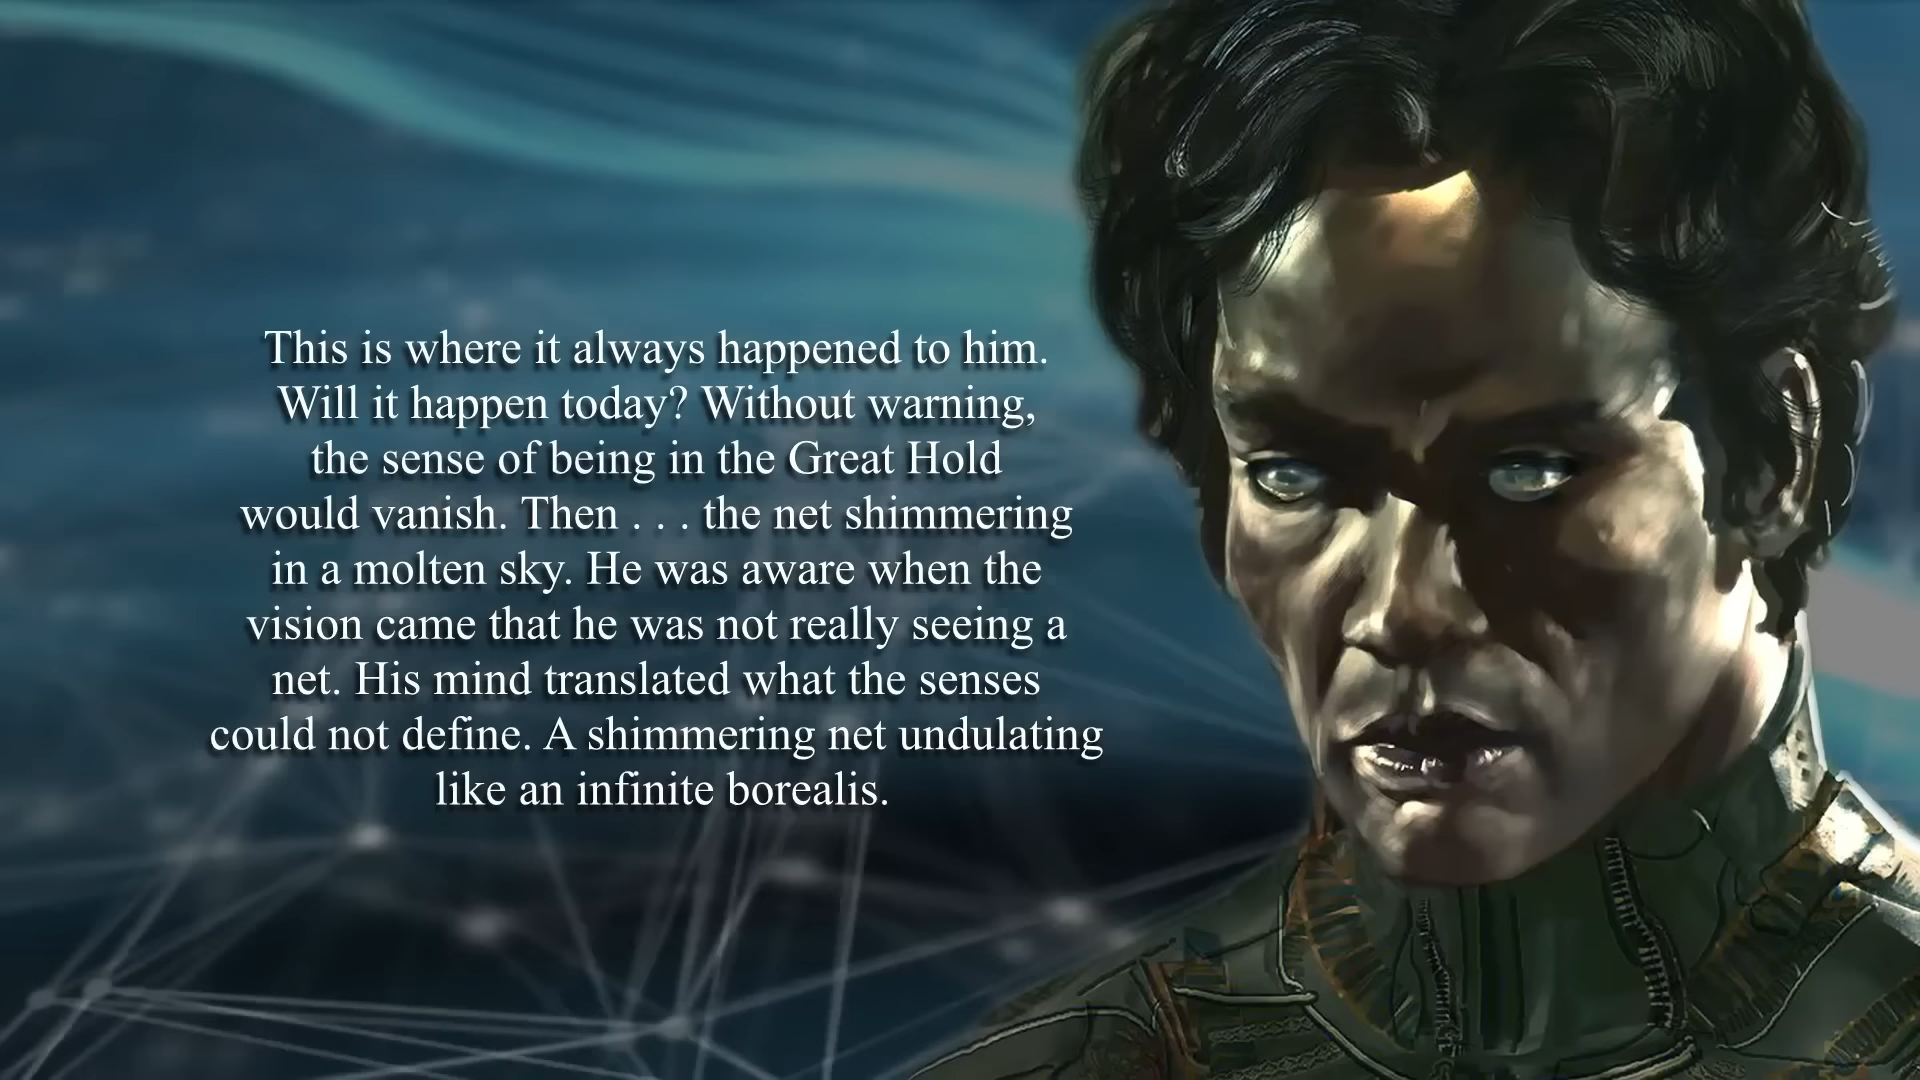 This is where it always happened to him.
Will it happen today? Without warning,
the sense of being in the Great Hold
would vanish. Then . . . the net shimmering
in a molten sky. He was aware when the
vision came that he was not really seeing a
net. His mind translated what the senses
could not define. A shimmering net undulating
like an infinite borealis.